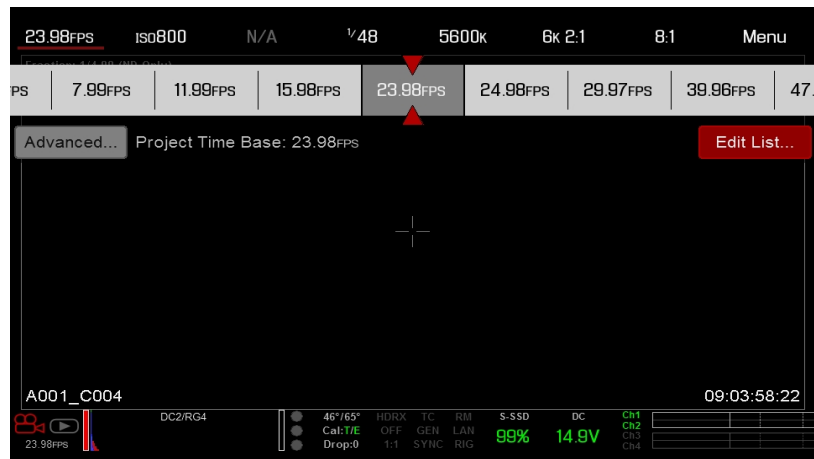 23.98FPS ISO800 N/A 1/48 5600K 6K 2:1 8:1 Menu
PS 7.99FPS 11.99FPS 15.98FPS 23.98FPS 24.98FPS 29.97FPS 39.96FPS 47.
Advanced... Project Time Base: 23.98FPS Edit List...
A001_C004 09:03:58:22
DC2/RG4 46°/65° HDRX TC RM S-SSD DC Ch1
Cal:T/E OFF GEN LAN 99% 14.9V Ch2
23.98FPS Drop:0 1:1 SYNC RIG Ch3
Ch4